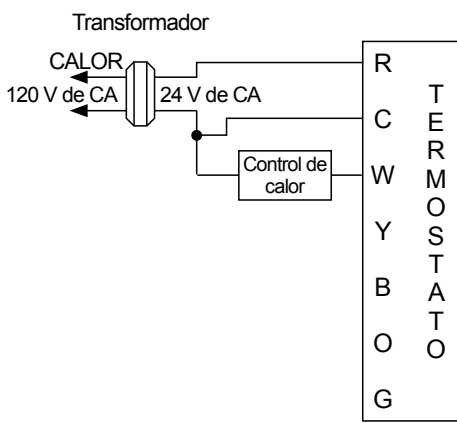 Transformador
CALOR
120 V de CA
24 V de CA
Control de
calor
R
C
W
Y
B
O
G
TERMOSTATO